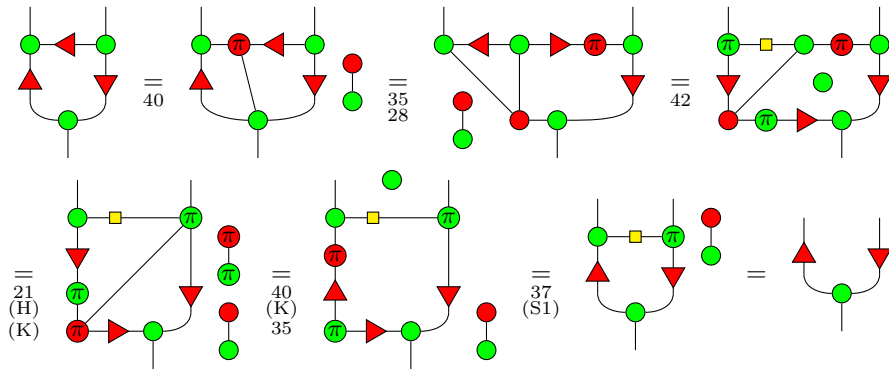 π
= = π =
40 35 42
28
π π
π
π
= = = =
21 40 37
(H) (K) (S1)
(K) 35
π
π
π
π
π
π
π
π
π